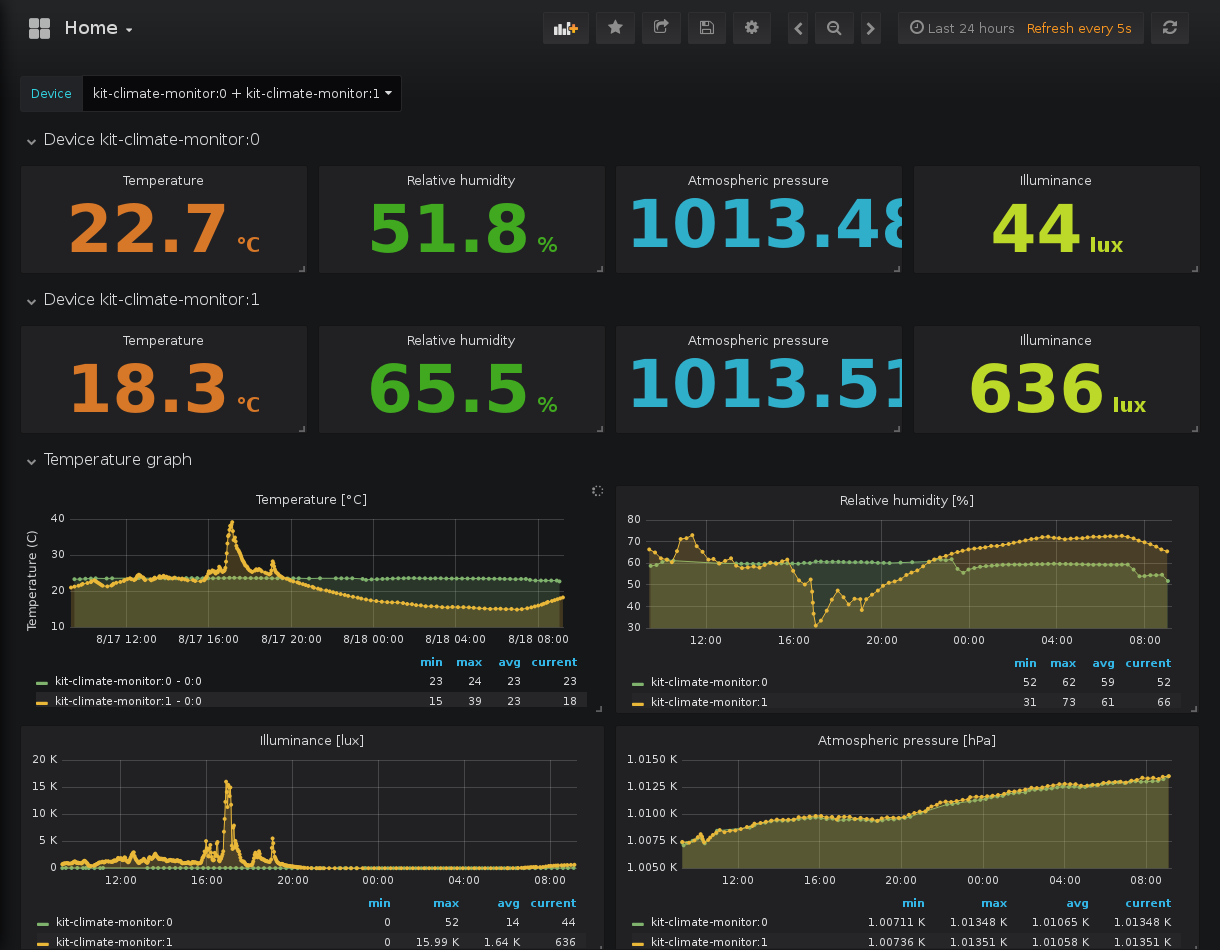 Home
Last 24 hours Refresh every 5s
Device kit-climate-monitor:0 + kit-climate-monitor:1
Device kit-climate-monitor:0
Temperature Relative humidity Atmospheric pressure Illuminance
22.7 °C 51.8 % 1013.48 44 lux
Device kit-climate-monitor:1
Temperature Relative humidity Atmospheric pressure Illuminance
18.3 °C 65.5 % 1013.51 636 lux
Temperature graph
Temperature [°C]
Temperature (C)
40
30
20
10
8/17 12:00 8/17 16:00 8/17 20:00 8/18 00:00 8/18 04:00 8/18 08:00
min max avg current
kit-climate-monitor:0 - 0:0 23 24 23 23
kit-climate-monitor:1 - 0:0 15 39 23 18
Relative humidity [%]
80
70
60
50
40
30
12:00 16:00 20:00 00:00 04:00 08:00
min max avg current
kit-climate-monitor:0 52 62 59 52
kit-climate-monitor:1 31 73 61 66
Illuminance [lux]
20 K
15 K
10 K
5 K
0
12:00 16:00 20:00 00:00 04:00 08:00
min max avg current
kit-climate-monitor:0 0 52 14 44
kit-climate-monitor:1 0 15.99 K 1.64 K 636
Atmospheric pressure [hPa]
1.0150 K
1.0125 K
1.0100 K
1.0075 K
1.0050 K
12:00 16:00 20:00 00:00 04:00 08:00
min max avg current
kit-climate-monitor:0 1.00711 K 1.01348 K 1.01065 K 1.01348 K
kit-climate-monitor:1 1.00736 K 1.01351 K 1.01058 K 1.01351 K